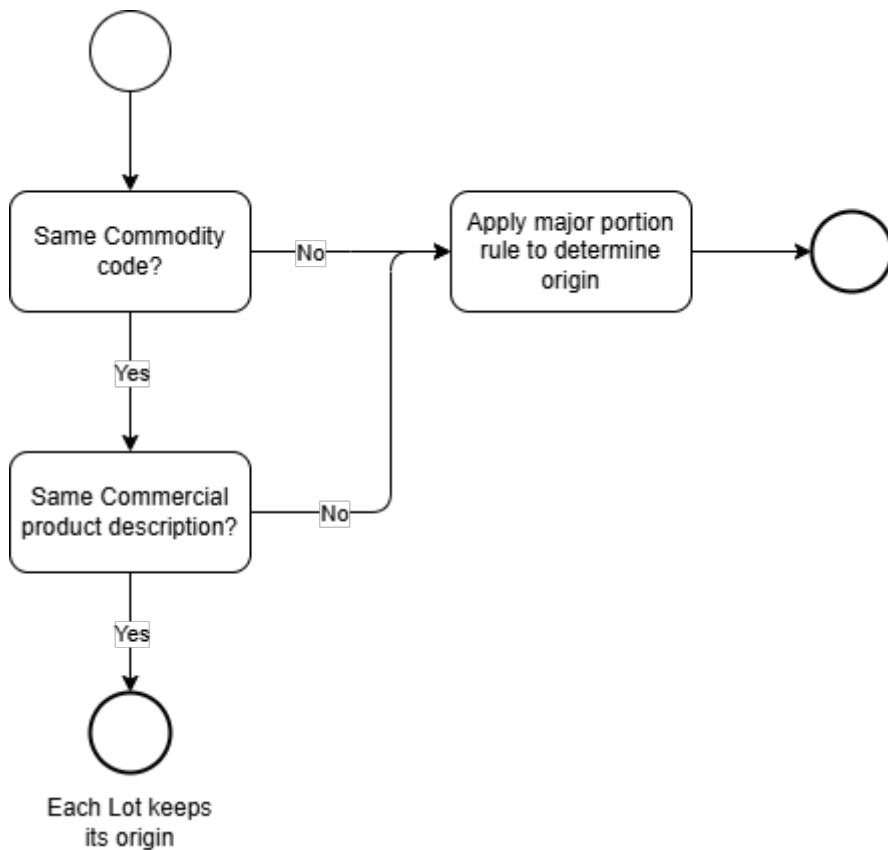 Same Commodity
code?
No
Apply major portion
rule to determine
origin
Yes
Same Commercial
product description?
No
Yes
Each Lot keeps
its origin